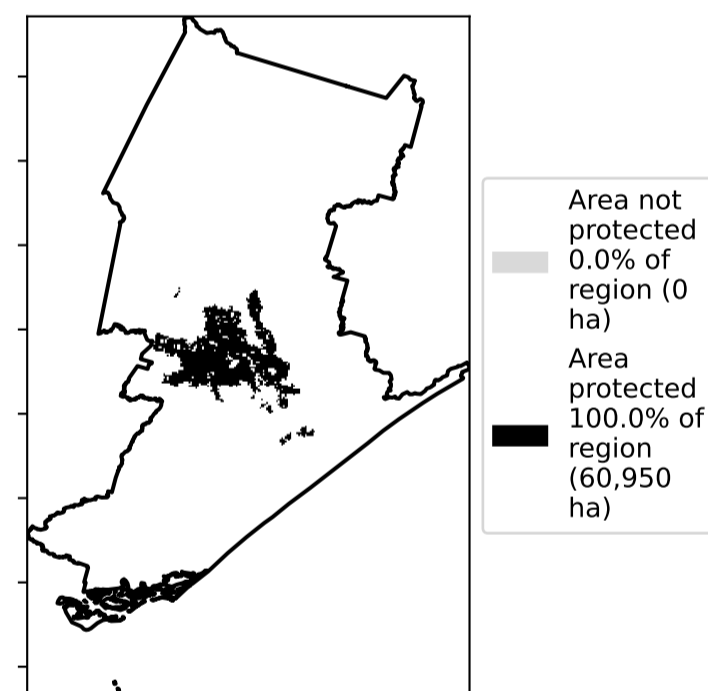 Area not
protected
0.0% of
region (0
ha)
Area
protected
100.0% of
region
(60,950
ha)